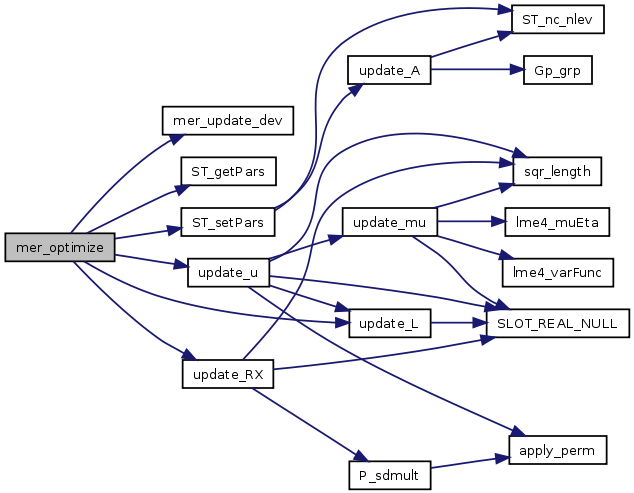 ST_nc_nlev
update_A
Gp_grp
mer_update_dev
ST_getPars
sqr_length
ST_setPars
update_mu
lme4_muEta
mer_optimize
update_u
lme4_varFunc
update_L
SLOT_REAL_NULL
update_RX
apply_perm
P_sdmult